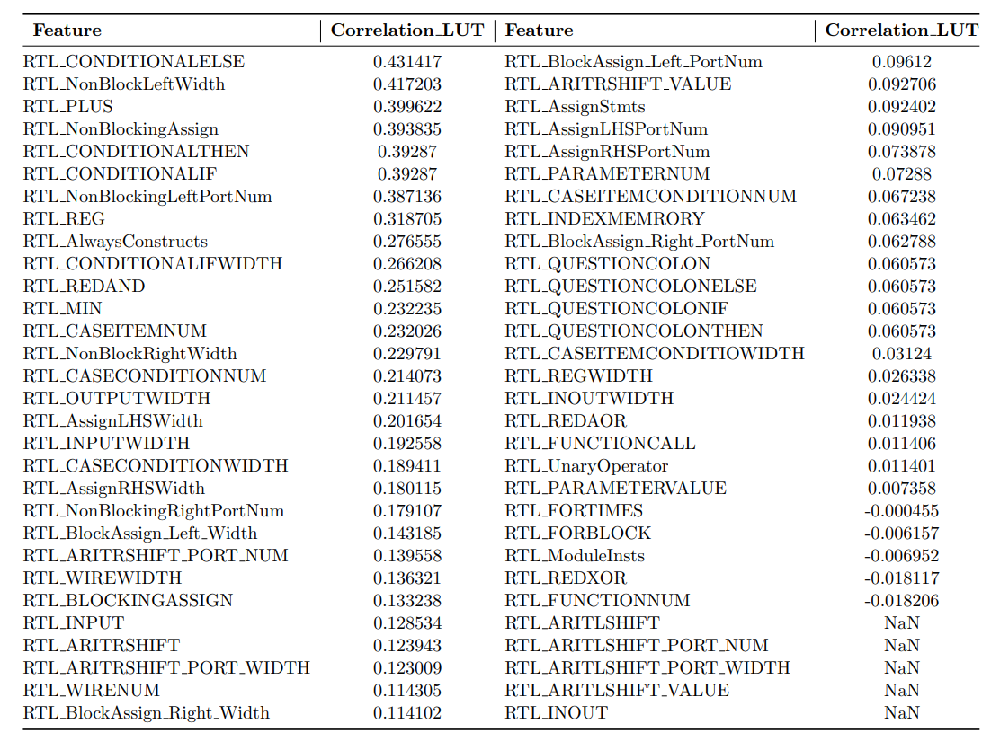 Feature Correlation_LUT Feature Correlation_LUT
RTL_CONDITIONALELSE 0.431417 RTL_BlockAssign_Left_PortNum 0.09612
RTL_NonBlockLeftWidth 0.417203 RTL_ARITRSHIFT_VALUE 0.092706
RTL_PLUS 0.399622 RTL_AssignStmts 0.092402
RTL_NonBlockingAssign 0.393835 RTL_AssignLHSPortNum 0.090951
RTL_CONDITIONALTHEN 0.39287 RTL_AssignRHSPortNum 0.073878
RTL_CONDITIONALIF 0.39287 RTL_PARAMETERNUM 0.07288
RTL_NonBlockingLeftPortNum 0.387136 RTL_CASEITEMCONDITIONNUM 0.067238
RTL_REG 0.318705 RTL_INDEXMEMRORY 0.063462
RTL_AlwaysConstructs 0.276555 RTL_BlockAssign_Right_PortNum 0.062788
RTL_CONDITIONALIFWIDTH 0.266208 RTL_QUESTIONCOLON 0.060573
RTL_REDAND 0.251582 RTL_QUESTIONCOLONELSE 0.060573
RTL_MIN 0.232235 RTL_QUESTIONCOLONIF 0.060573
RTL_CASEITEMNUM 0.232026 RTL_QUESTIONCOLONTHEN 0.060573
RTL_NonBlockRightWidth 0.229791 RTL_CASEITEMCONDITIOWIDTH 0.03124
RTL_CASECONDITIONNUM 0.214073 RTL_REGWIDTH 0.026338
RTL_OUTPUTWIDTH 0.211457 RTL_INOUTWIDTH 0.024424
RTL_AssignLHSWidth 0.201654 RTL_REDAOR 0.011938
RTL_INPUTWIDTH 0.192558 RTL_FUNCTIONCALL 0.011406
RTL_CASECONDITIONWIDTH 0.189411 RTL_UnaryOperator 0.011401
RTL_AssignRHSWidth 0.180115 RTL_PARAMETERVALUE 0.007358
RTL_NonBlockingRightPortNum 0.179107 RTL_FORTIMES -0.000455
RTL_BlockAssign_Left_Width 0.143185 RTL_FORBLOCK -0.006157
RTL_ARITRSHIFT_PORT_NUM 0.139558 RTL_ModuleInsts -0.006952
RTL_WIREWIDTH 0.136321 RTL_REDXOR -0.018117
RTL_BLOCKINGASSIGN 0.133238 RTL_FUNCTIONNUM -0.018206
RTL_INPUT 0.128534 RTL_ARITLSHIFT NaN
RTL_ARITRSHIFT 0.123943 RTL_ARITLSHIFT_PORT_NUM NaN
RTL_ARITRSHIFT_PORT_WIDTH 0.123009 RTL_ARITLSHIFT_PORT_WIDTH NaN
RTL_WIRENUM 0.114305 RTL_ARITLSHIFT_VALUE NaN
RTL_BlockAssign_Right_Width 0.114102 RTL_INOUT NaN